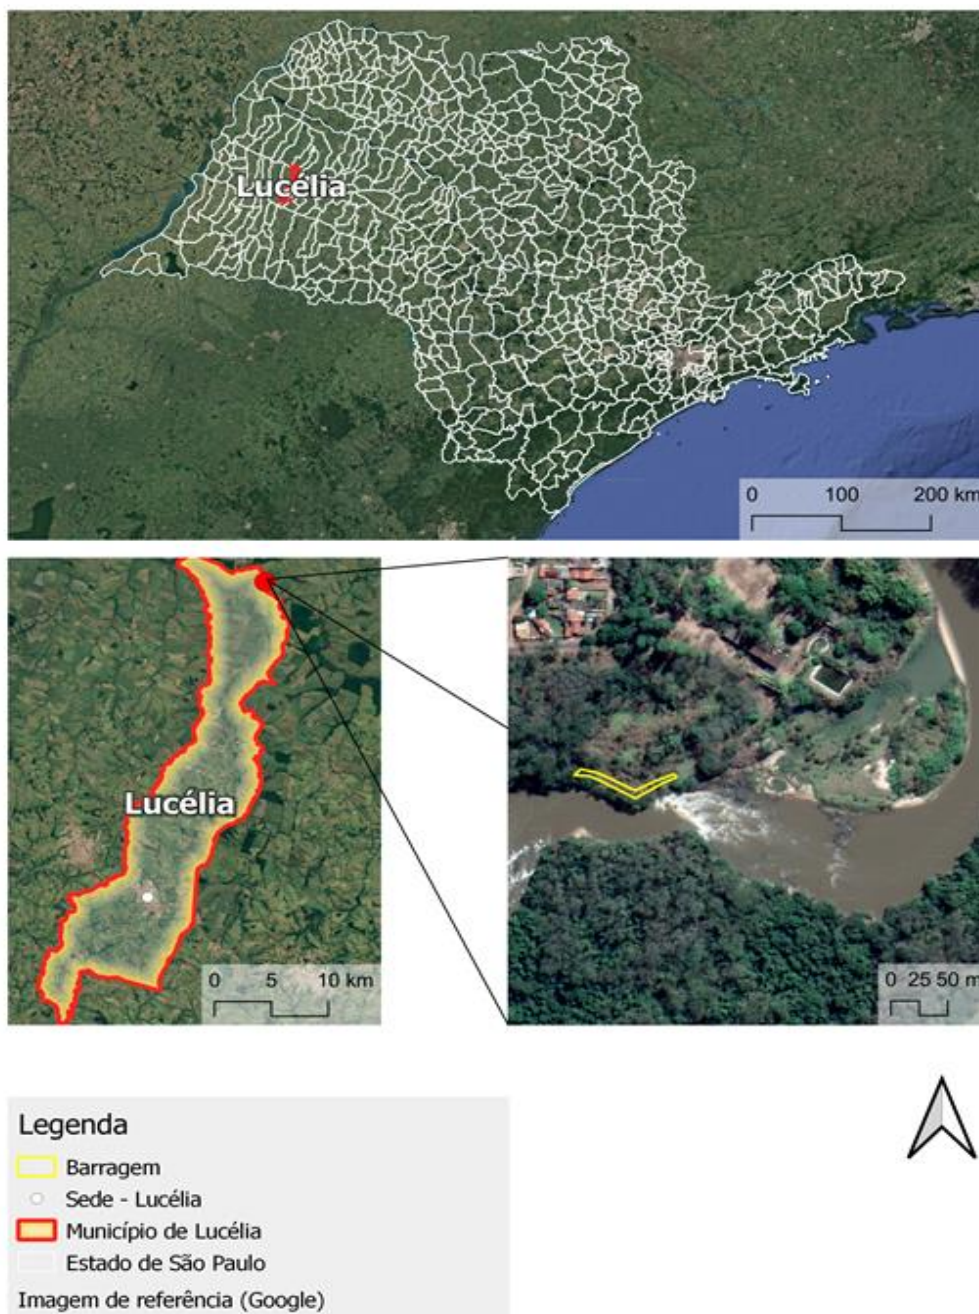 Lucélia
0 100 200 km
Lucélia
0 5 10 km
0 25 50 m
Legenda
Barragem
Sede - Lucélia
Município de Lucélia
Estado de São Paulo
Imagem de referência (Google)